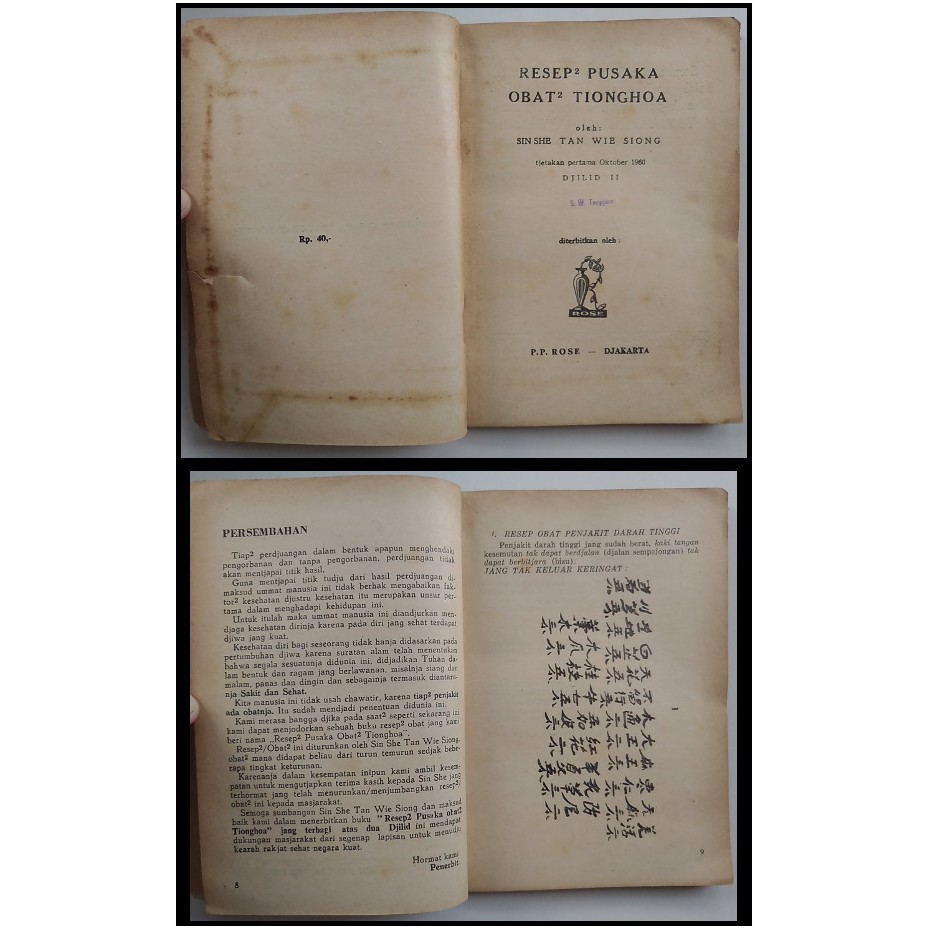 Rp. 40,-
RESEP² PUSAKA
OBAT² TIONGHOA
oleh:
SIN SHE TAN WIE SIONG
tjetakan pertama Oktober 1960
DJILID II
S. W.
diterbitkan oleh:
ROSE
P.P. ROSE — DJAKARTA
PERSEMBAHAN
Tiap² perdjuangan dalam bentuk apapun menghendaki
pengorbanan dan tanpa pengorbanan, perdjuangan tidak
akan mentjapai titik hasil.
Guna mentjapai titik tudju dari hasil perdjuangan di-
maksud ummat manusia ini tidak berhak mengabaikan fak-
tor² kesehatan djustru kesehatan itu merupakan unsur per-
tama dalam menghadapi kehidupan ini.
Untuk itulah maka ummat manusia ini diandjurkan men-
djaga kesehatan dirinja karena pada diri jang sehat terdapat
djiwa jang kuat.
Kesehatan diri bagi seseorang tidak hanja didasarkan pada
pertumbuhan djiwa karena suratan alam telah menentukan
bahwa segala sesuatunja didunia ini, didjadikan Tuhan da-
lam bentuk dan ragam jang berlawanan, misalnja siang dan
malam, panas dan dingin dan sebagainja termasuk diantara-
nja Sakit dan Sehat.
Kita manusia ini tidak usah chawatir, karena tiap² penjakit
ada obatnja. Itu sudah mendjadi penentuan didunia ini.
Kami merasa bangga djika pada saat² seperti sekarang ini
kami dapat menjodorkan sebuah buku resep² obat jang kami
beri nama „Resep² Pusaka Obat² Tionghoa".
Resep²/Obat² ini diturunkan oleh Sin She Tan Wie Siong,
obat² mana didapat beliau dari turun temurun sedjak bebe-
rapa tingkat keturunan.
Karenanja dalam kesempatan inipun kami ambil kesem-
patan untuk mengutjapkan terima kasih kepada Sin She jang
terhormat jang telah menurunkan/menjumbangkan resep²/
obat² ini kepada masjarakat.
Semoga sumbangan Sin She Tan Wie Siong dan maksud
baik kami dalam menerbitkan buku "Resep2 Pusaka obat²
Tionghoa" jang terbagi atas dua Djilid ini mendapat
dukungan masjarakat dari segenap lapisan untuk menudju
kearah rakjat sehat negara kuat.
Hormat kami
Penerbit.
8
1. RESEP OBAT PENJAKIT DARAH TINGGI
Penjakit darah tinggi jang sudah berat, kaki tangan
kesemutan tak dapat berdjalan (djalan sempojongan) tak
dapat berbitjara (bisu).
JANG TAK KELUAR KERINGAT :
1
9